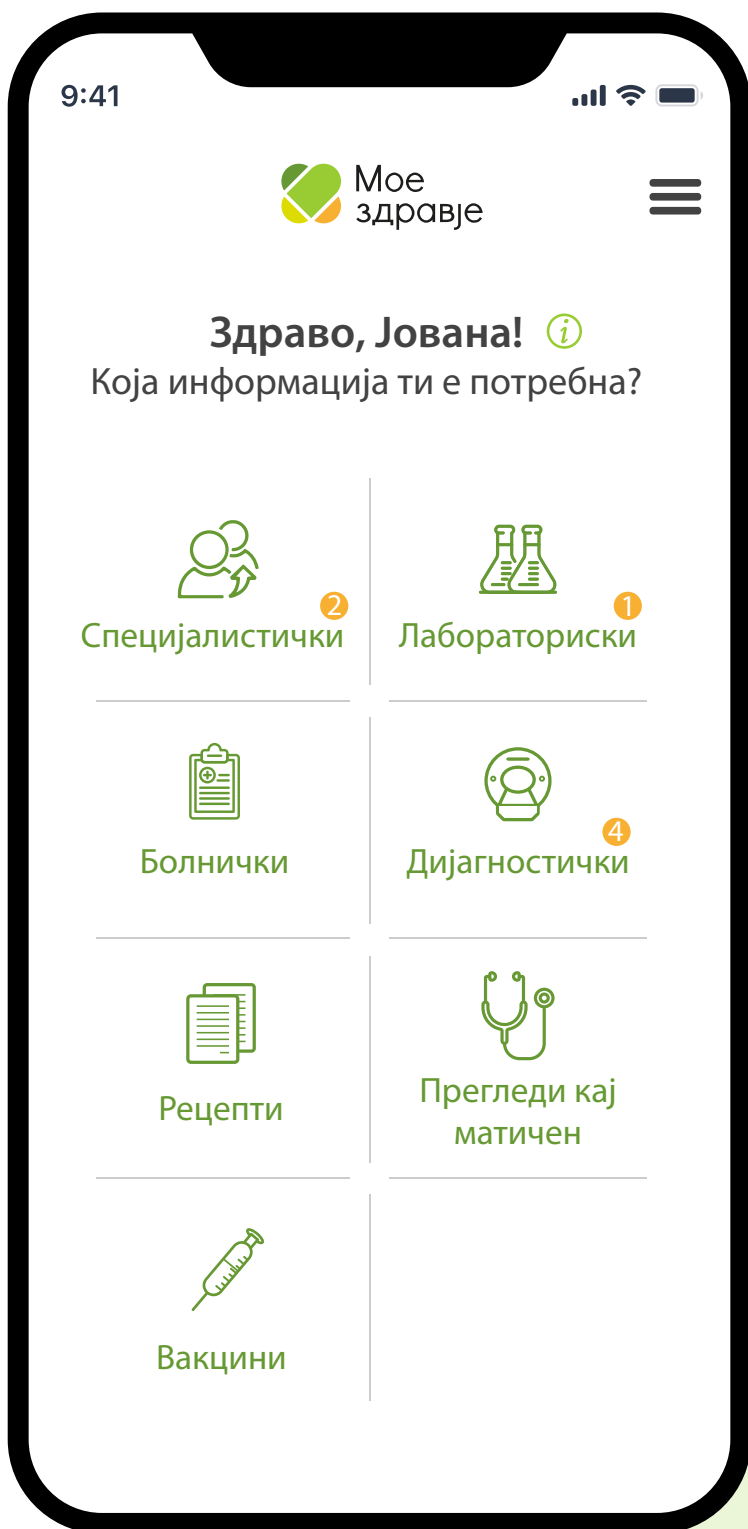 9:41
Мое
здравје
Здраво, Јована! i
Која информација ти е потребна?
2
1
Специјалистички
Лабораториски
4
Болнички
Дијагностички
Рецепти
Прегледи кај
матичен
Вакцини